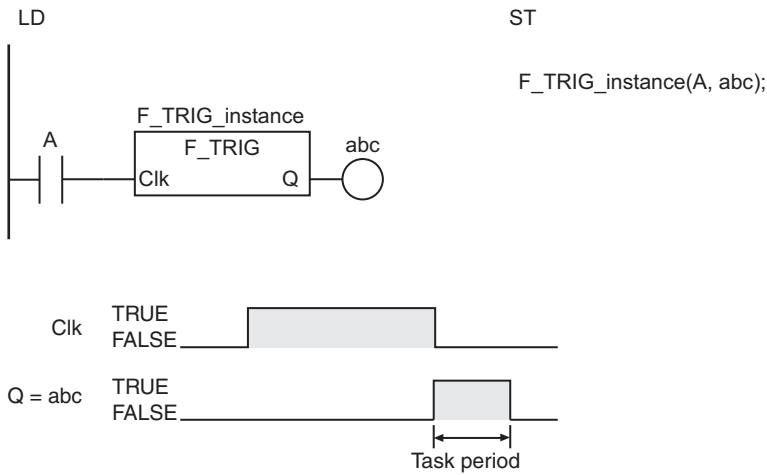 LD
ST
F_TRIG_instance(A, abc);
F_TRIG_instance
A
F_TRIG
abc
Clk
Q
Clk
TRUE
FALSE
Q = abc
TRUE
FALSE
Task period